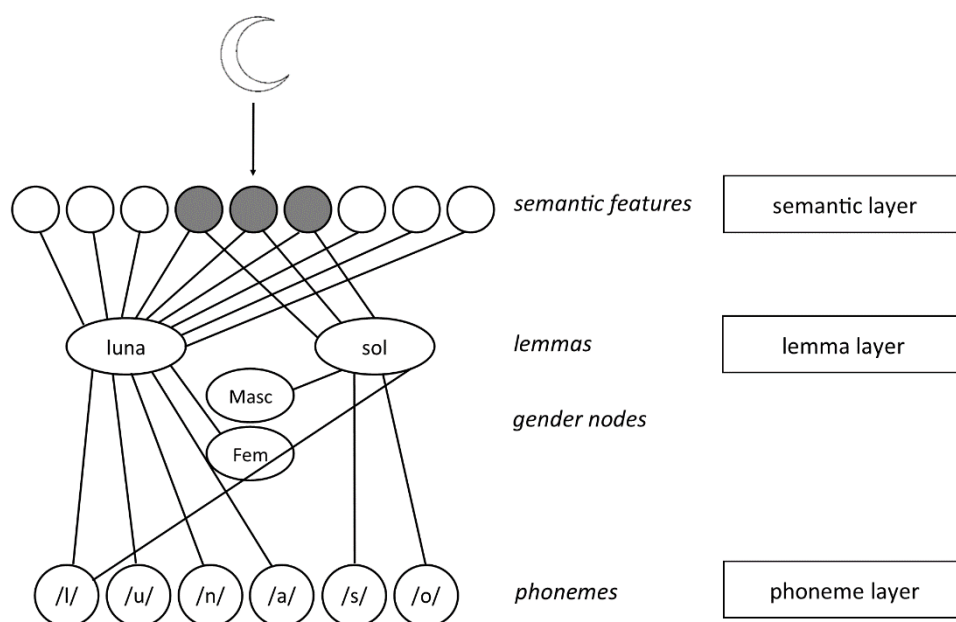 semantic features
semantic layer
luna
sol
lemmas
lemma layer
Masc
gender nodes
Fem
/l/ /u/ /n/ /a/ /s/ /o/
phonemes
phoneme layer